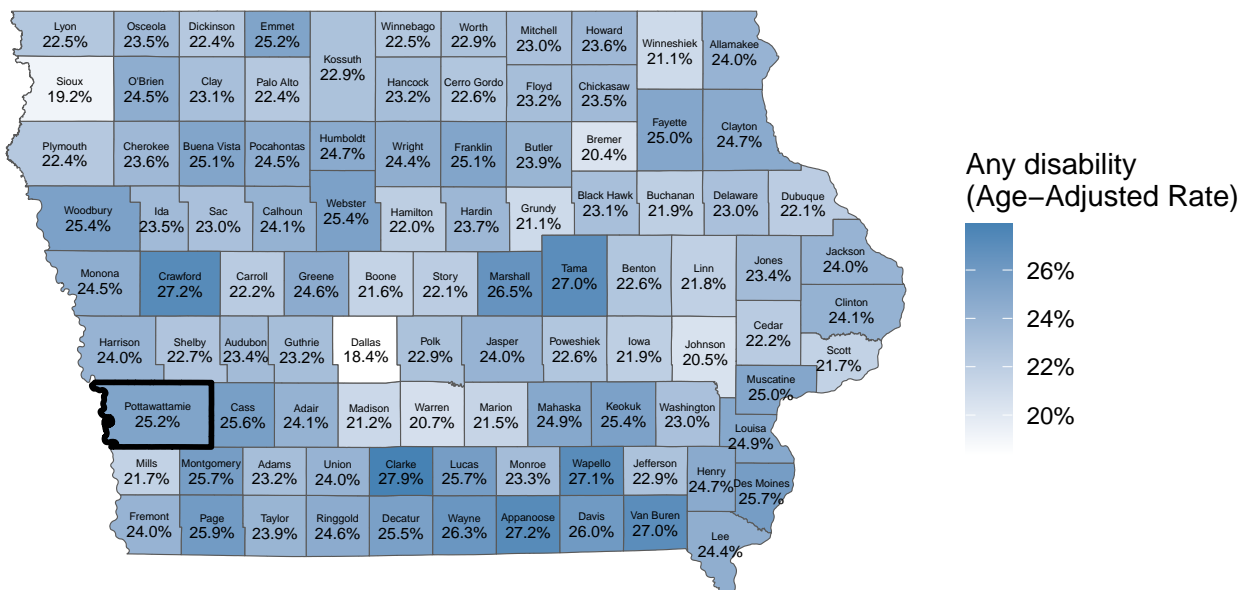 Lyon
22.5%
Osceola
23.5%
Dickinson
22.4%
Emmet
25.2%
Kossuth
22.9%
Winnebago
22.5%
Worth
22.9%
Mitchell
23.0%
Howard
23.6%
Winneshiek
21.1%
Allamakee
24.0%
Sioux
19.2%
O'Brien
24.5%
Clay
23.1%
Palo Alto
22.4%
Hancock
23.2%
Cerro Gordo
22.6%
Floyd
23.2%
Chickasaw
23.5%
Fayette
25.0%
Clayton
24.7%
Plymouth
22.4%
Cherokee
23.6%
Buena Vista
25.1%
Pocahontas
24.5%
Humboldt
24.7%
Wright
24.4%
Franklin
25.1%
Butler
23.9%
Bremer
20.4%
Woodbury
25.4%
Ida
23.5%
Sac
23.0%
Calhoun
24.1%
Webster
25.4%
Hamilton
22.0%
Hardin
23.7%
Grundy
21.1%
Black Hawk
23.1%
Buchanan
21.9%
Delaware
23.0%
Dubuque
22.1%
Monona
24.5%
Crawford
27.2%
Carroll
22.2%
Greene
24.6%
Boone
21.6%
Story
22.1%
Marshall
26.5%
Tama
27.0%
Benton
22.6%
Linn
21.8%
Jones
23.4%
Jackson
24.0%
Clinton
24.1%
Harrison
24.0%
Shelby
22.7%
Audubon
23.4%
Guthrie
23.2%
Dallas
18.4%
Polk
22.9%
Jasper
24.0%
Poweshiek
22.6%
Iowa
21.9%
Johnson
20.5%
Cedar
22.2%
Scott
21.7%
Muscatine
25.0%
Pottawattamie
25.2%
Cass
25.6%
Adair
24.1%
Madison
21.2%
Warren
20.7%
Marion
21.5%
Mahaska
24.9%
Keokuk
25.4%
Washington
23.0%
Louisa
24.9%
Mills
21.7%
Montgomery
25.7%
Adams
23.2%
Union
24.0%
Clarke
27.9%
Lucas
25.7%
Monroe
23.3%
Wapello
27.1%
Jefferson
22.9%
Henry
24.7%
Des Moines
25.7%
Fremont
24.0%
Page
25.9%
Taylor
23.9%
Ringgold
24.6%
Decatur
25.5%
Wayne
26.3%
Appanoose
27.2%
Davis
26.0%
Van Buren
27.0%
Lee
24.4%
Any disability
(Age−Adjusted Rate)
26%
24%
22%
20%